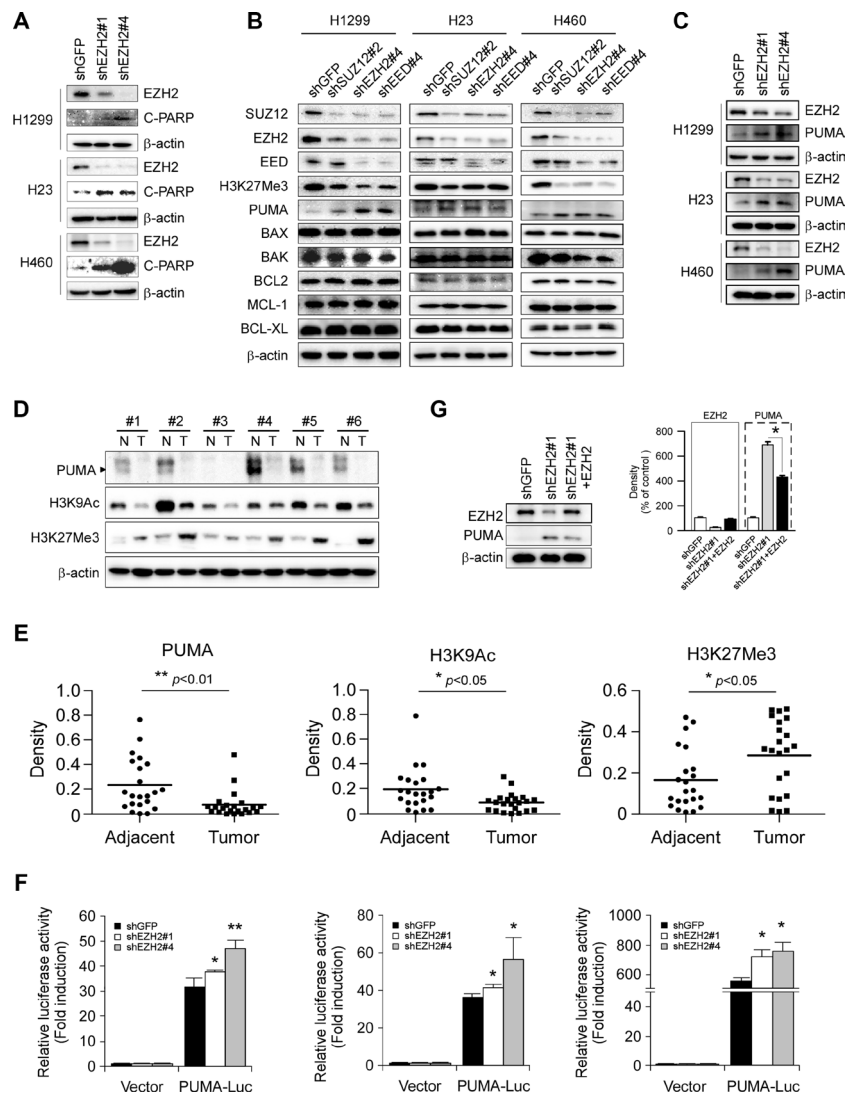 A
shGFP
shEZH2#1
shEZH2#4
H1299
EZH2
C-PARP
β-actin
H23
EZH2
C-PARP
β-actin
H460
EZH2
C-PARP
β-actin
B
H1299
H23
H460
shGFP
shSUZ12#2
shEZH2#4
shEED#4
shGFP
shSUZ12#2
shEZH2#4
shEED#4
shGFP
shSUZ12#2
shEZH2#4
shEED#4
SUZ12
EZH2
EED
H3K27Me3
PUMA
BAX
BAK
BCL2
MCL-1
BCL-XL
β-actin
C
shGFP
shEZH2#1
shEZH2#4
H1299
EZH2
PUMA
β-actin
H23
EZH2
PUMA
β-actin
H460
EZH2
PUMA
β-actin
D
#1 #2 #3 #4 #5 #6
N T N T N T N T N T N T
PUMA
H3K9Ac
H3K27Me3
β-actin
G
shGFP
shEZH2#1
shEZH2#1
+EZH2
EZH2
PUMA
β-actin
EZH2
PUMA
*
Density
(% of control)
800
600
400
200
0
shGFP
shEZH2#1
shEZH2#1+EZH2
shGFP
shEZH2#1
shEZH2#1+EZH2
E
PUMA
** p<0.01
Density
1.0
0.8
0.6
0.4
0.2
0
Adjacent Tumor
H3K9Ac
* p<0.05
Density
1.0
0.8
0.6
0.4
0.2
0
Adjacent Tumor
H3K27Me3
* p<0.05
Density
0.6
0.4
0.2
0
Adjacent Tumor
F
Relative luciferase activity
(Fold induction)
60
50
40
30
20
10
0
shGFP
shEZH2#1
shEZH2#4
*
**
Vector PUMA-Luc
Relative luciferase activity
(Fold induction)
80
60
40
20
0
shGFP
shEZH2#1
shEZH2#4
*
*
Vector PUMA-Luc
Relative luciferase activity
(Fold induction)
1000
800
600
40
20
0
shGFP
shEZH2#1
shEZH2#4
*
*
Vector PUMA-Luc